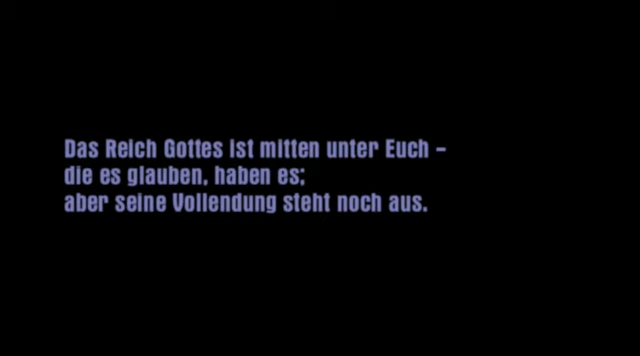 Das Reich Gottes ist mitten unter Euch –
die es glauben, haben es;
aber seine Vollendung steht noch aus.